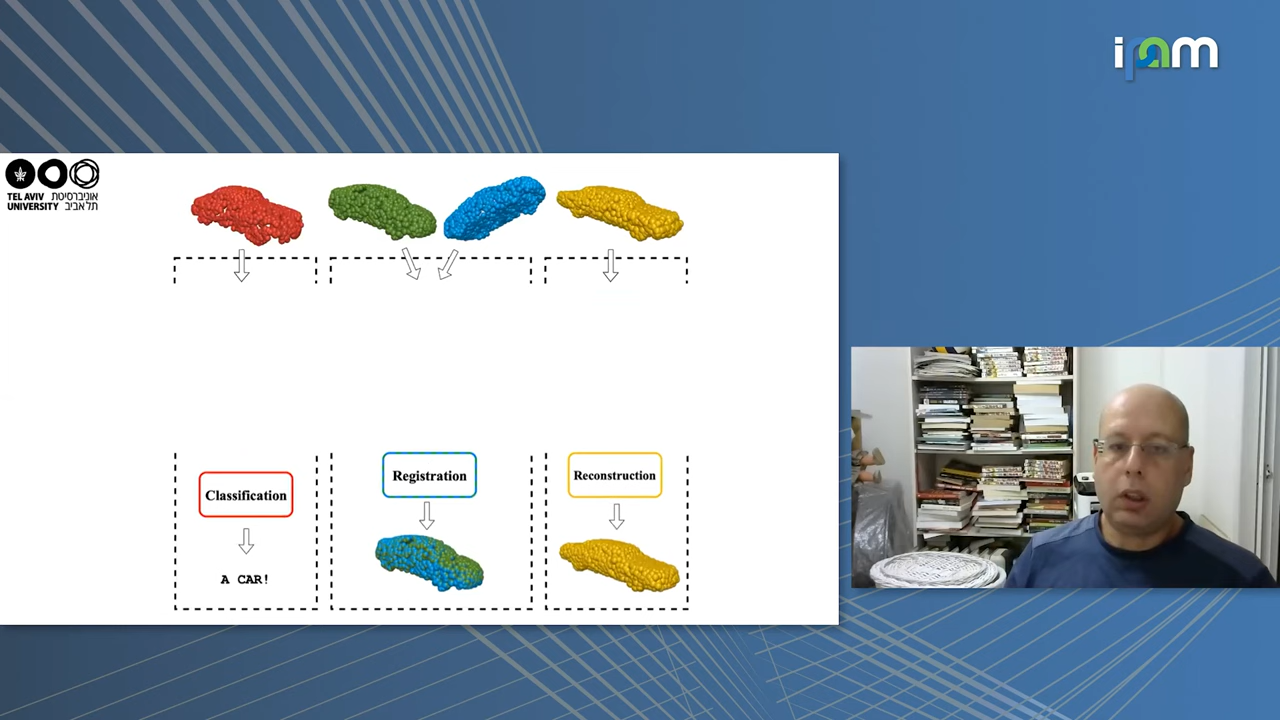 ipam
TEL AVIV אוניברסיטת
UNIVERSITY תל אביב
Classification
Registration
Reconstruction
A CAR!